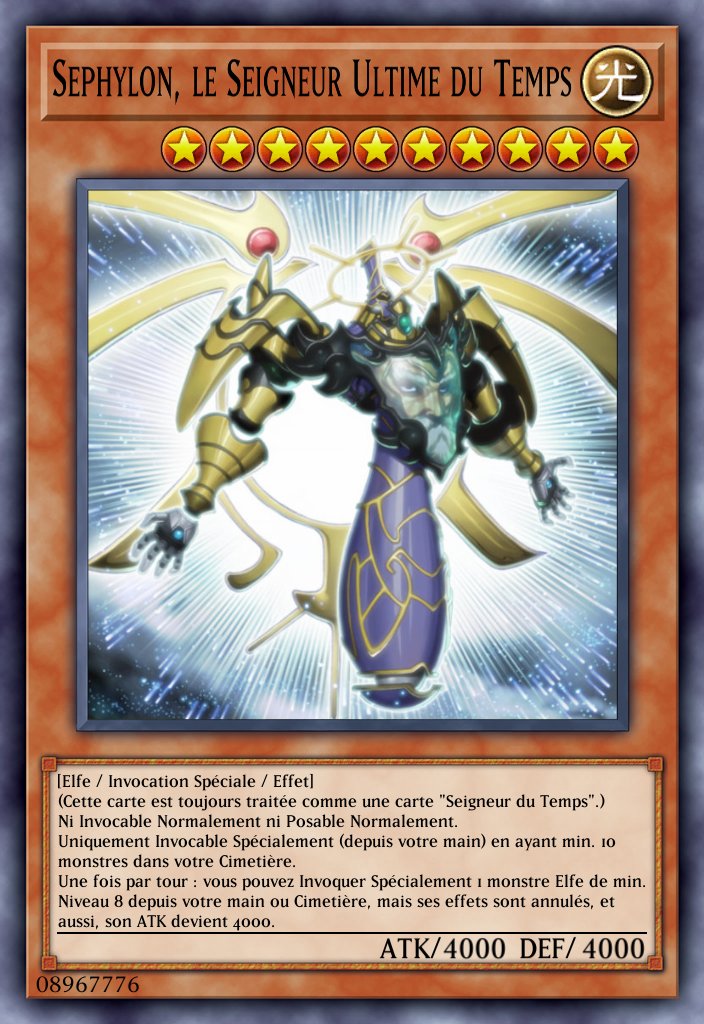 Sephylon, le Seigneur Ultime du Temps
光
[Elfe / Invocation Spéciale / Effet]
(Cette carte est toujours traitée comme une carte "Seigneur du Temps".)
Ni Invocable Normalement ni Posable Normalement.
Uniquement Invocable Spécialement (depuis votre main) en ayant min. 10
monstres dans votre Cimetière.
Une fois par tour : vous pouvez Invoquer Spécialement 1 monstre Elfe de min.
Niveau 8 depuis votre main ou Cimetière, mais ses effets sont annulés, et
aussi, son ATK devient 4000.
ATK/4000 DEF/ 4000
08967776